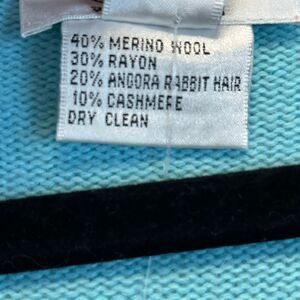 40% MERINO WOOL
30% RAYON
20% ANGORA RABBIT HAIR
10% CASHMERE
DRY CLEAN